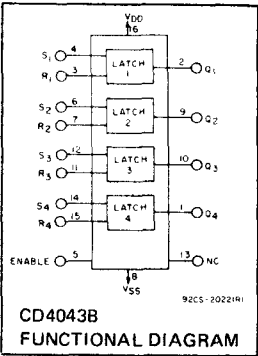 VDD
16
S1 4 LATCH 1 2 Q1
R1 3
S2 6 LATCH 2 9 Q2
R2 7
S3 12 LATCH 3 10 Q3
R3 11
S4 14 LATCH 4 1 Q4
R4 15
ENABLE 5 13 NC
8
VSS
92CS-20221R1
CD4043B
FUNCTIONAL DIAGRAM